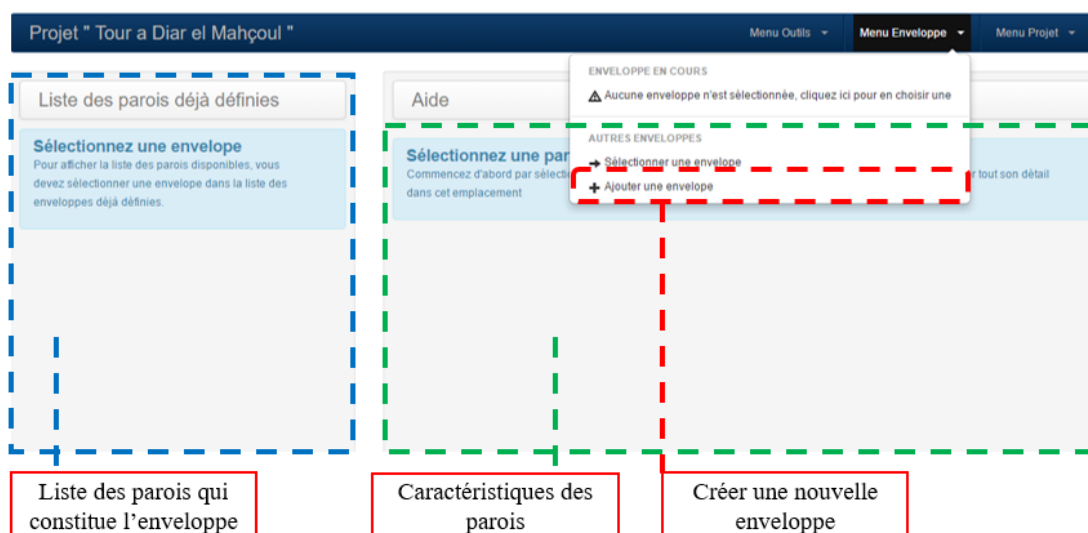 Projet " Tour a Diar el Mahçoul "
Menu Outils
Menu Enveloppe
Menu Projet
ENVELOPPE EN COURS
Aucune enveloppe n'est sélectionnée, cliquez ici pour en choisir une
AUTRES ENVELOPPES
Sélectionner une envelope
Ajouter une envelope
Liste des parois déjà définies
Sélectionnez une envelope
Pour afficher la liste des parois disponibles, vous
devez sélectionner une envelope dans la liste des
enveloppes déjà définies.
Aide
Sélectionnez une par
Commencez d'abord par sélectio
r tout son détail
dans cet emplacement
Liste des parois qui
constitue l'enveloppe
Caractéristiques des
parois
Créer une nouvelle
enveloppe